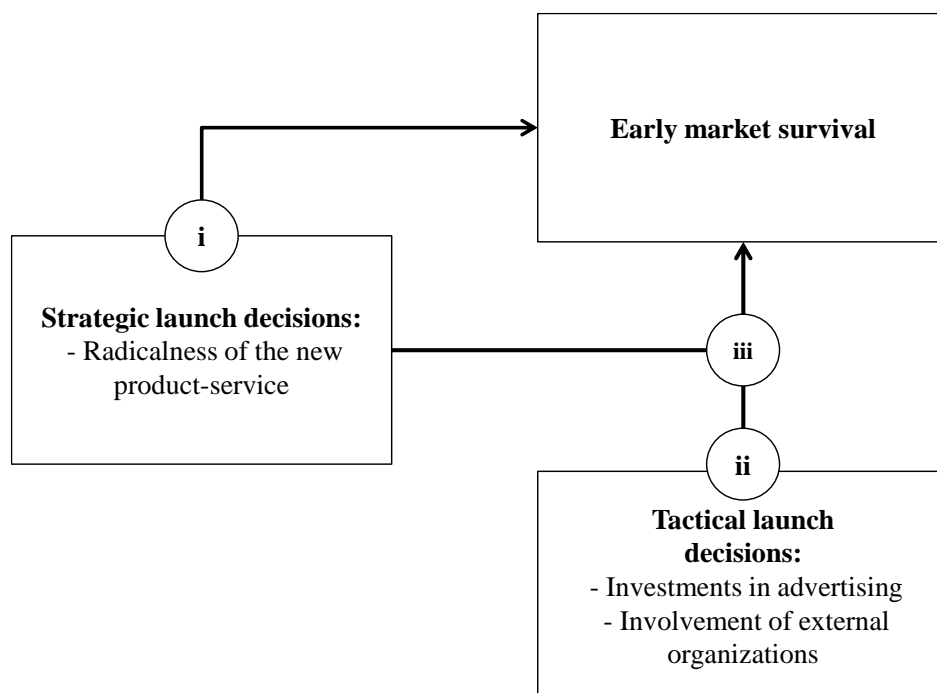 Early market survival
i
Strategic launch decisions:
- Radicalness of the new
product-service
iii
ii
Tactical launch
decisions:
- Investments in advertising
- Involvement of external
organizations